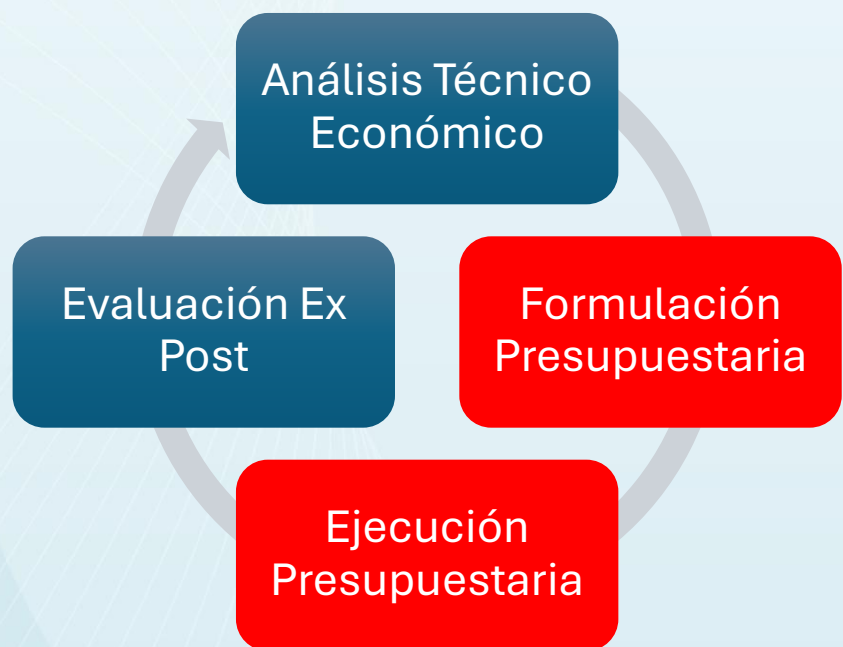 Análisis Técnico
Económico
Evaluación Ex
Post
Formulación
Presupuestaria
Ejecución
Presupuestaria